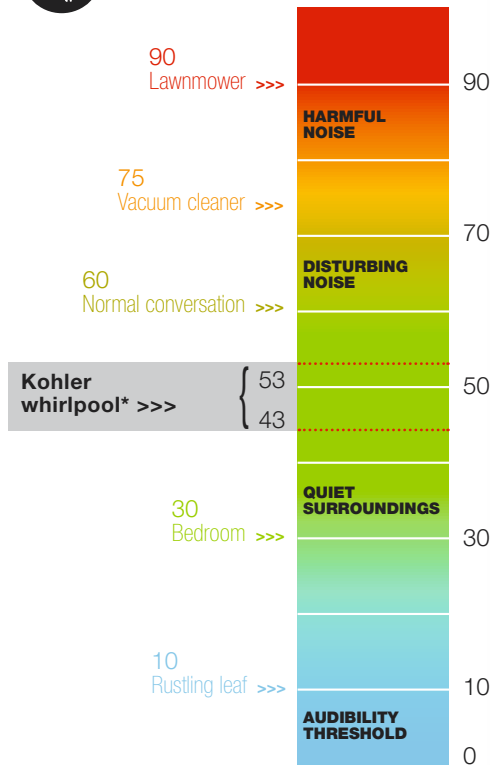 90
Lawnmower >>>
90
HARMFUL
NOISE
75
Vacuum cleaner >>>
70
DISTURBING
NOISE
60
Normal conversation >>>
Kohler
whirlpool* >>>
53
43
50
QUIET
SURROUNDINGS
30
Bedroom >>>
30
10
Rustling leaf >>>
10
AUDIBILITY
THRESHOLD
0